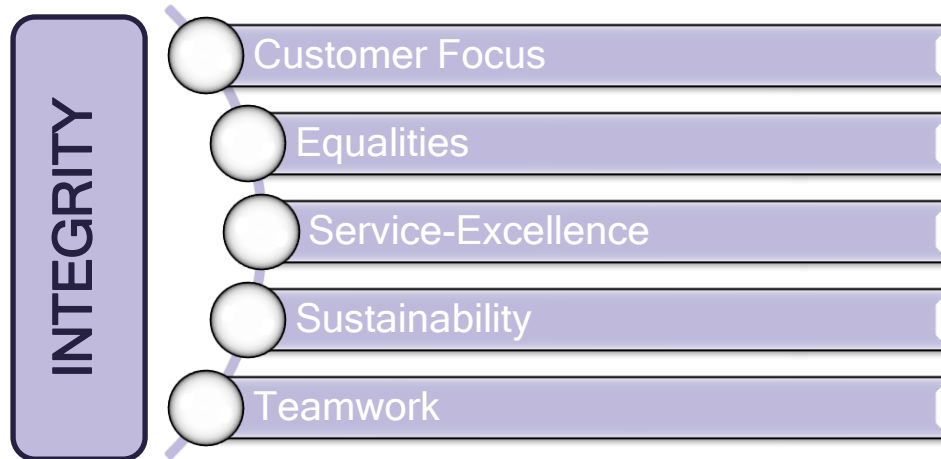 INTEGRITY
Customer Focus
Equalities
Service-Excellence
Sustainability
Teamwork